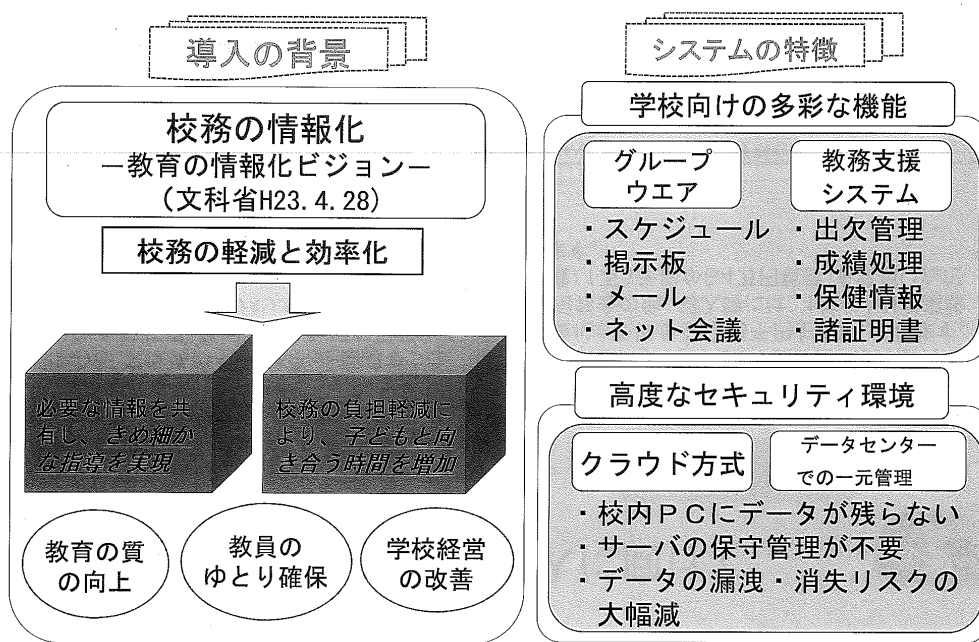 導入の背景
校務の情報化
－教育の情報化ビジョン－
（文科省H23.4.28）
校務の軽減と効率化
必要な情報を共
有し、きめ細か
な指導を実現
校務の負担軽減に
より、子どもと向
き合う時間を増加
教育の質
の向上
教員の
ゆとり確保
学校経営
の改善
システムの特徴
学校向けの多彩な機能
グループ
ウエア
・スケジュール
・掲示板
・メール
・ネット会議
教務支援
システム
・出欠管理
・成績処理
・保健情報
・諸証明書
高度なセキュリティ環境
クラウド方式
データセンター
での一元管理
・校内ＰＣにデータが残らない
・サーバの保守管理が不要
・データの漏洩・消失リスクの
大幅減